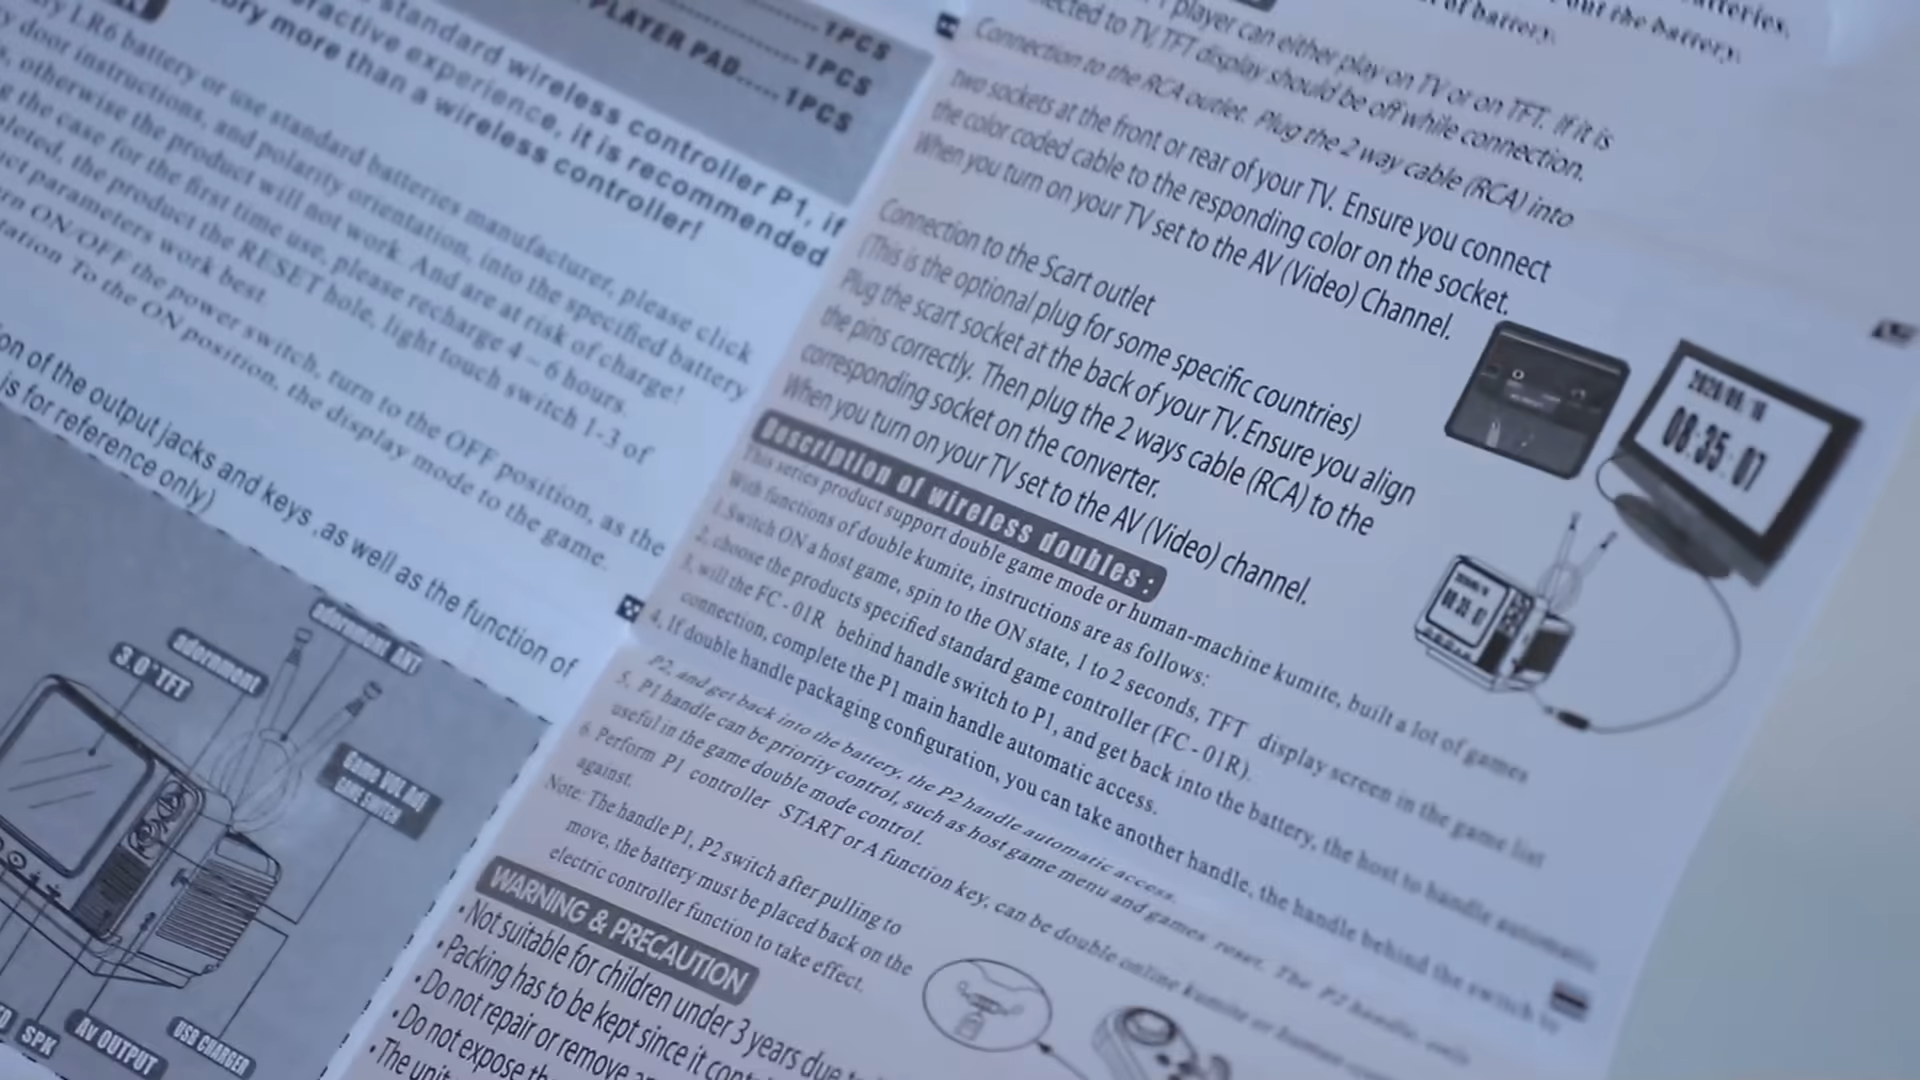 1PCS
1PCS
PLAYER PAD......1PCS
standard wireless controller P1, if
experience, it is recommended
more than a wireless controller!
LR6 battery or use standard batteries manufacturer, please click
door instructions, and polarity orientation, into the specified battery
otherwise the product will not work. And are at risk of charge!
the case for the first time use, please recharge 4 - 6 hours.
the product the RESET hole, light touch switch 1-3 of
parameters work best.
ON/OFF the power switch, turn to the OFF position, as the
To the ON position, the display mode to the game.
of the output jacks and keys ,as well as the function of
is for reference only)
3.0"TFT
adornment
adornment ANT
GAME SWITCH
SPK
AV OUTPUT
USB CHARGER
player can either play on TV or on TFT. If it is
to TV, TFT display should be off while connection.
Connection to the RCA outlet. Plug the 2 way cable (RCA) into
two sockets at the front or rear of your TV. Ensure you connect
the color coded cable to the responding color on the socket.
When you turn on your TV set to the AV (Video) Channel.
Connection to the Scart outlet
(This is the optional plug for some specific countries)
Plug the scart socket at the back of your TV. Ensure you align
the pins correctly. Then plug the 2 ways cable (RCA) to the
corresponding socket on the converter.
When you turn on your TV set to the AV (Video) channel.
2020/09/16
08:35:07
Description of wireless doubles:
This series product support double game mode or human-machine kumite, built a lot of games
With functions of double kumite, instructions are as follows:
1. Switch ON a host game, spin to the ON state, 1 to 2 seconds, TFT display screen in the game list
2. choose the products specified standard game controller (FC - 01R).
3. will the FC - 01R behind handle switch to P1, and get back into the battery, the host to handle automatic
connection, complete the P1 main handle automatic access.
4. If double handle packaging configuration, you can take another handle, the handle behind the switch to
P2, and get back into the battery, the P2 handle automatic access.
5. P1 handle can be priority control, such as host game menu and games reset. The P2 handle, only
useful in the game double mode control.
6. Perform P1 controller START or A function key, can be double online kumite or
against.
Note: The handle P1, P2 switch after pulling to
move, the battery must be placed back on the
electric controller function to take effect.
WARNING & PRECAUTION
• Not suitable for children under 3 years due
• Packing has to be kept since it
• Do not repair or remove
• Do not expose
• The unit